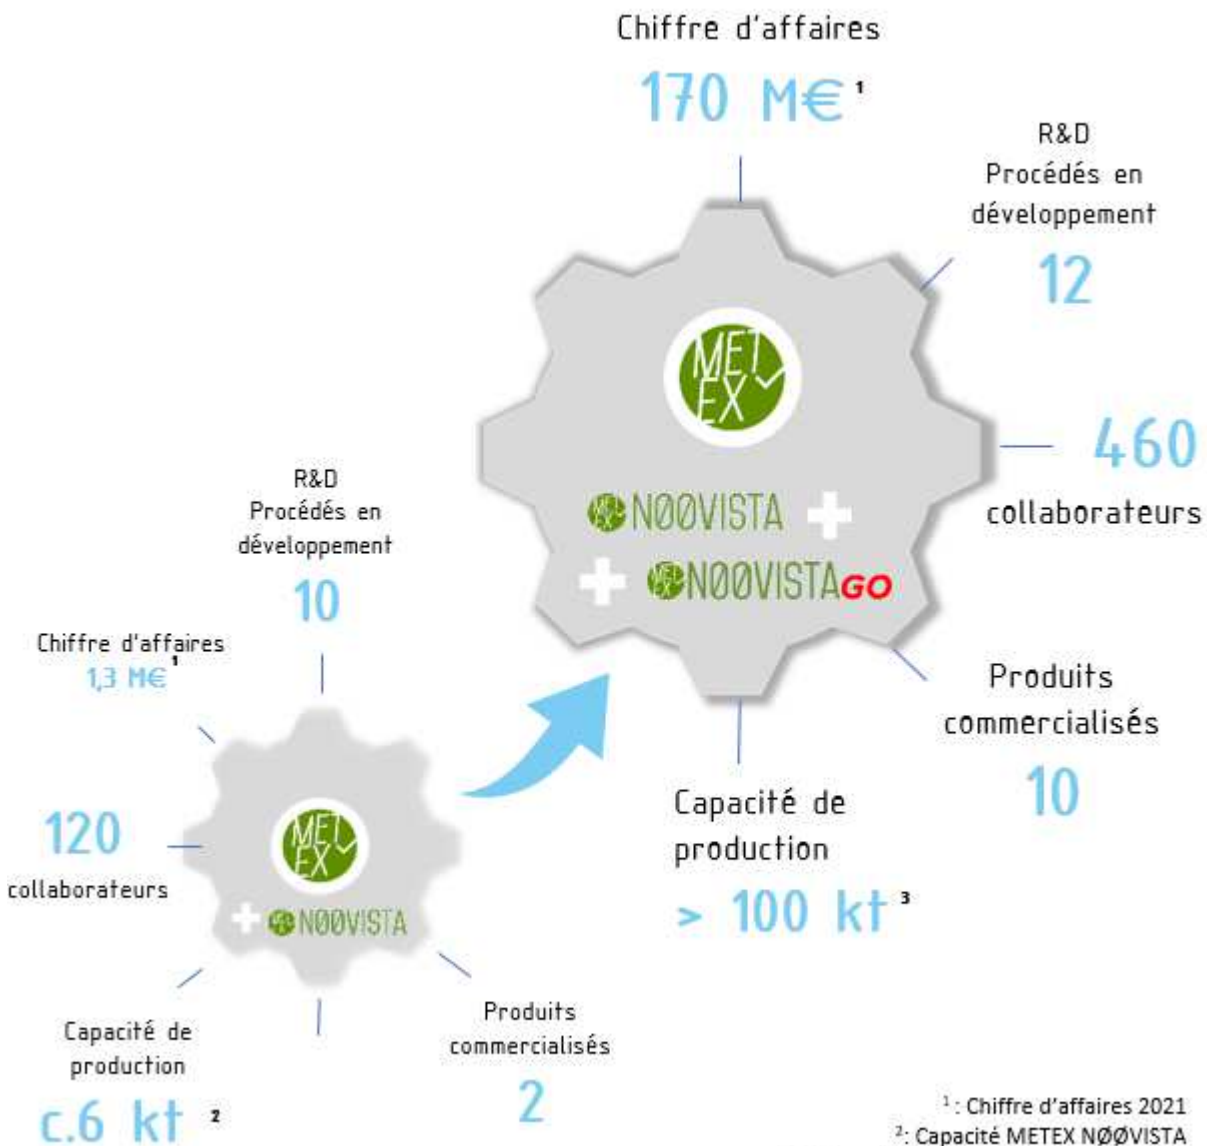 Chiffre d'affaires
170 M€ ¹
R&D
Procédés en
développement
12
MET
EX
460
collaborateurs
METEX NØØVISTA +
+ METEX NØØVISTAGO
Produits
commercialisés
10
Capacité de
production
> 100 kt ³
R&D
Procédés en
développement
10
Chiffre d'affaires
1,3 M€ ¹
120
collaborateurs
MET
EX
+ NØØVISTA
Capacité de
production
c.6 kt ²
Produits
commercialisés
2
¹ : Chiffre d'affaires 2021
²: Capacité METEX NØØVISTA